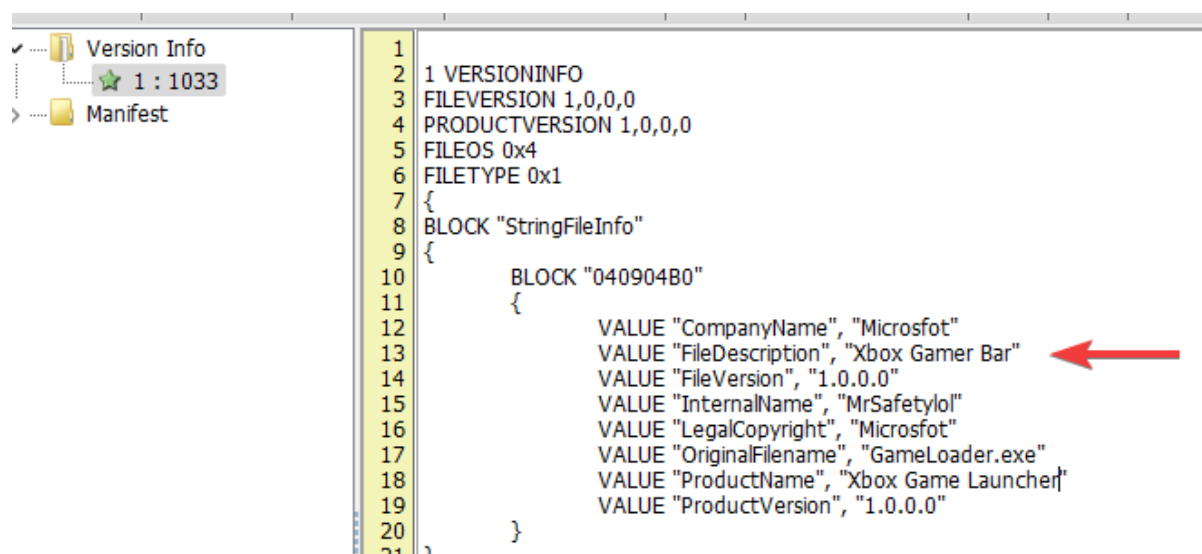 Version Info
1 : 1033
Manifest
1
2 1 VERSIONINFO
3 FILEVERSION 1,0,0,0
4 PRODUCTVERSION 1,0,0,0
5 FILEOS 0x4
6 FILETYPE 0x1
7 {
8 BLOCK "StringFileInfo"
9 {
10 BLOCK "040904B0"
11 {
12 VALUE "CompanyName", "Microsfot"
13 VALUE "FileDescription", "Xbox Gamer Bar"
14 VALUE "FileVersion", "1.0.0.0"
15 VALUE "InternalName", "MrSafetylol"
16 VALUE "LegalCopyright", "Microsfot"
17 VALUE "OriginalFilename", "GameLoader.exe"
18 VALUE "ProductName", "Xbox Game Launcher"
19 VALUE "ProductVersion", "1.0.0.0"
20 }
21 }